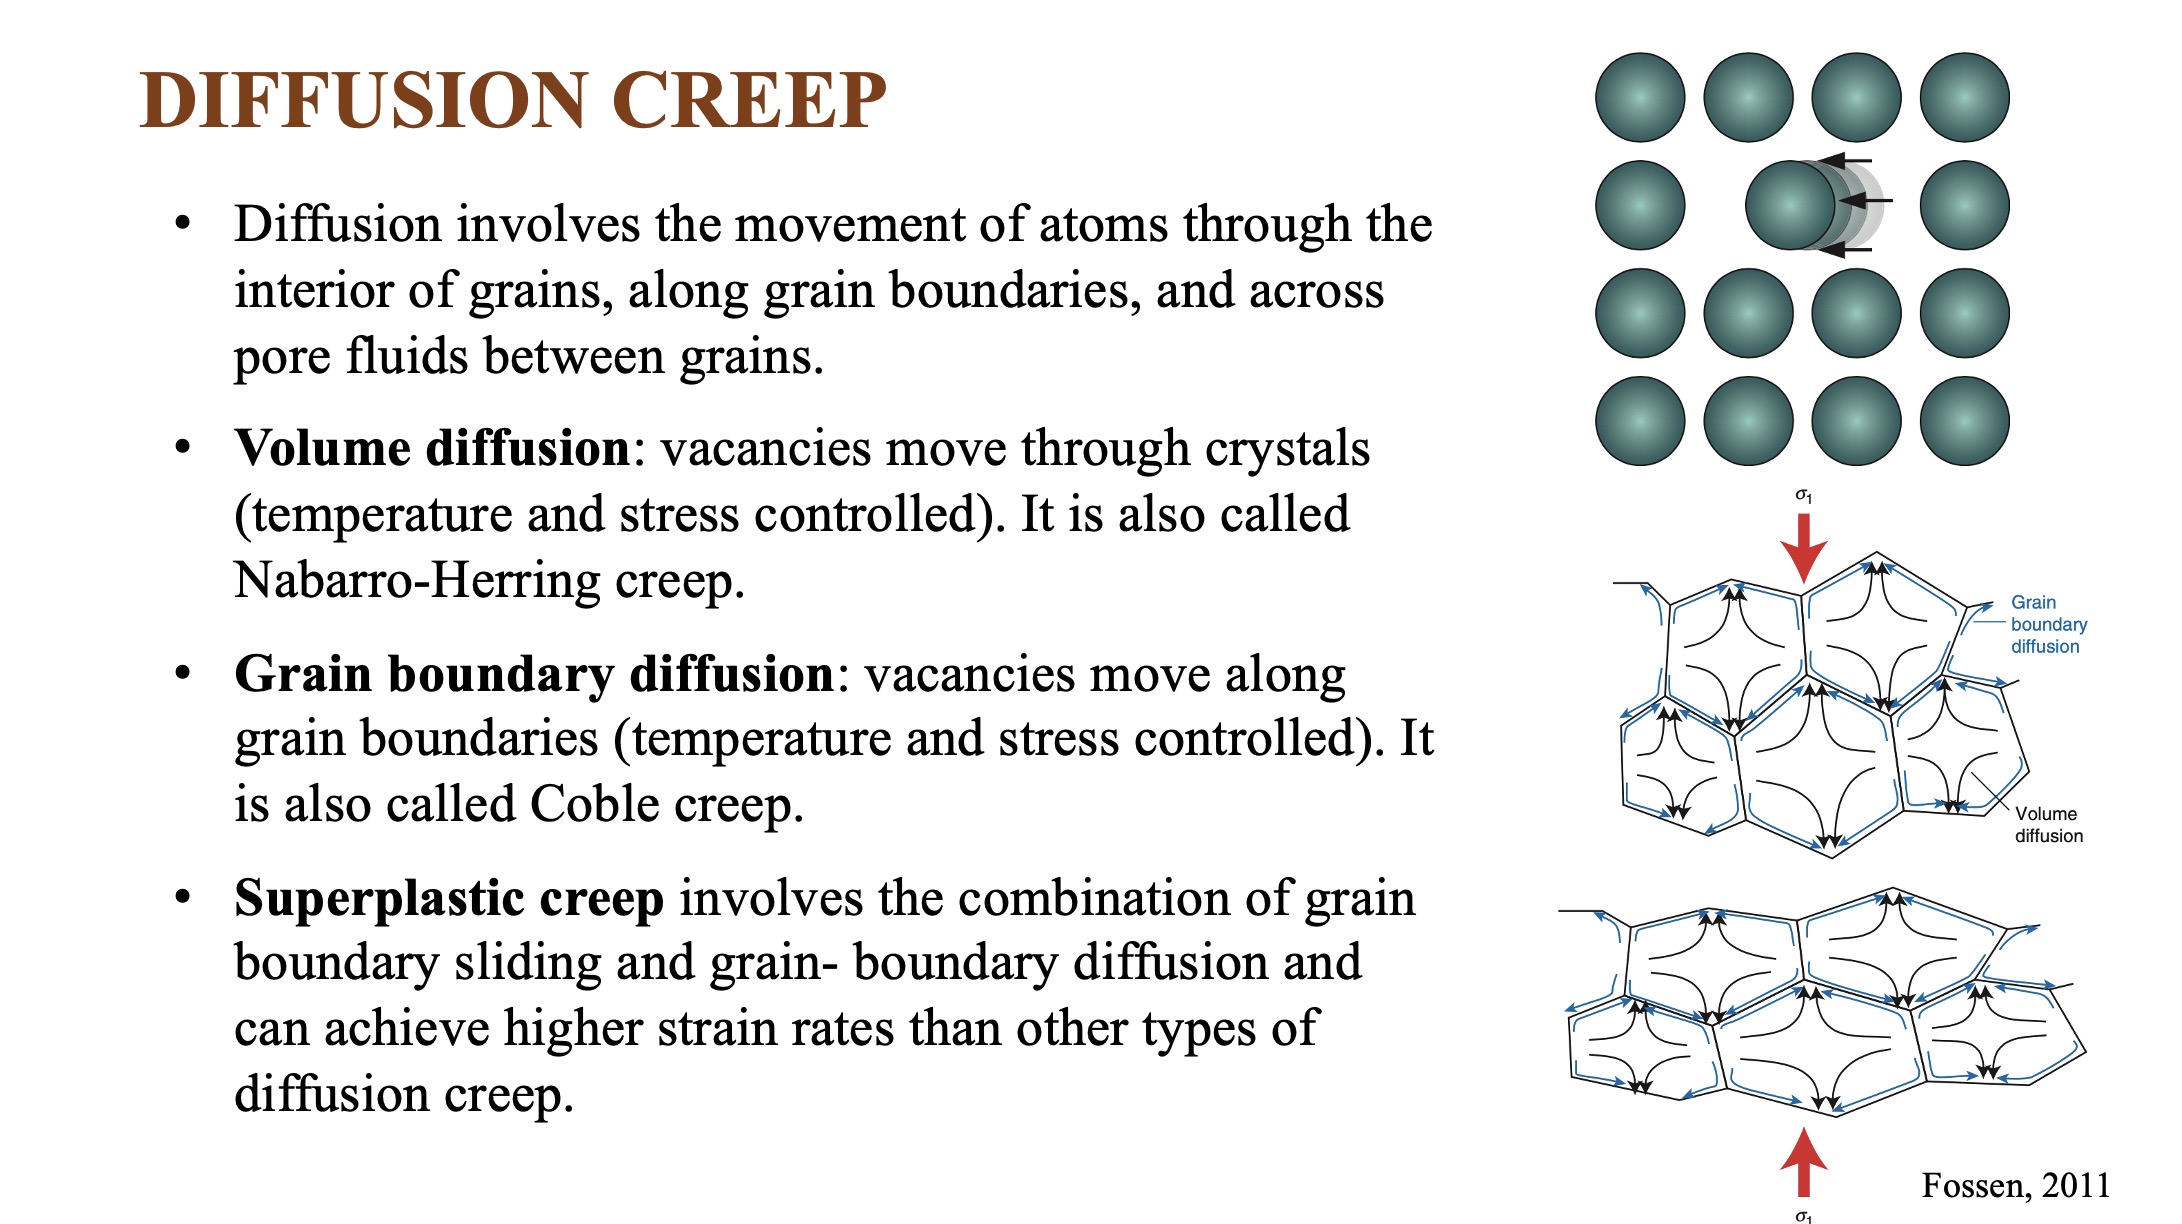 DIFFUSION CREEP
• Diffusion involves the movement of atoms through the
interior of grains, along grain boundaries, and across
pore fluids between grains.
• Volume diffusion: vacancies move through crystals
(temperature and stress controlled). It is also called
Nabarro-Herring creep.
• Grain boundary diffusion: vacancies move along
grain boundaries (temperature and stress controlled). It
is also called Coble creep.
• Superplastic creep involves the combination of grain
boundary sliding and grain- boundary diffusion and
can achieve higher strain rates than other types of
diffusion creep.
σ1
Grain
boundary
diffusion
Volume
diffusion
σ1
Fossen, 2011